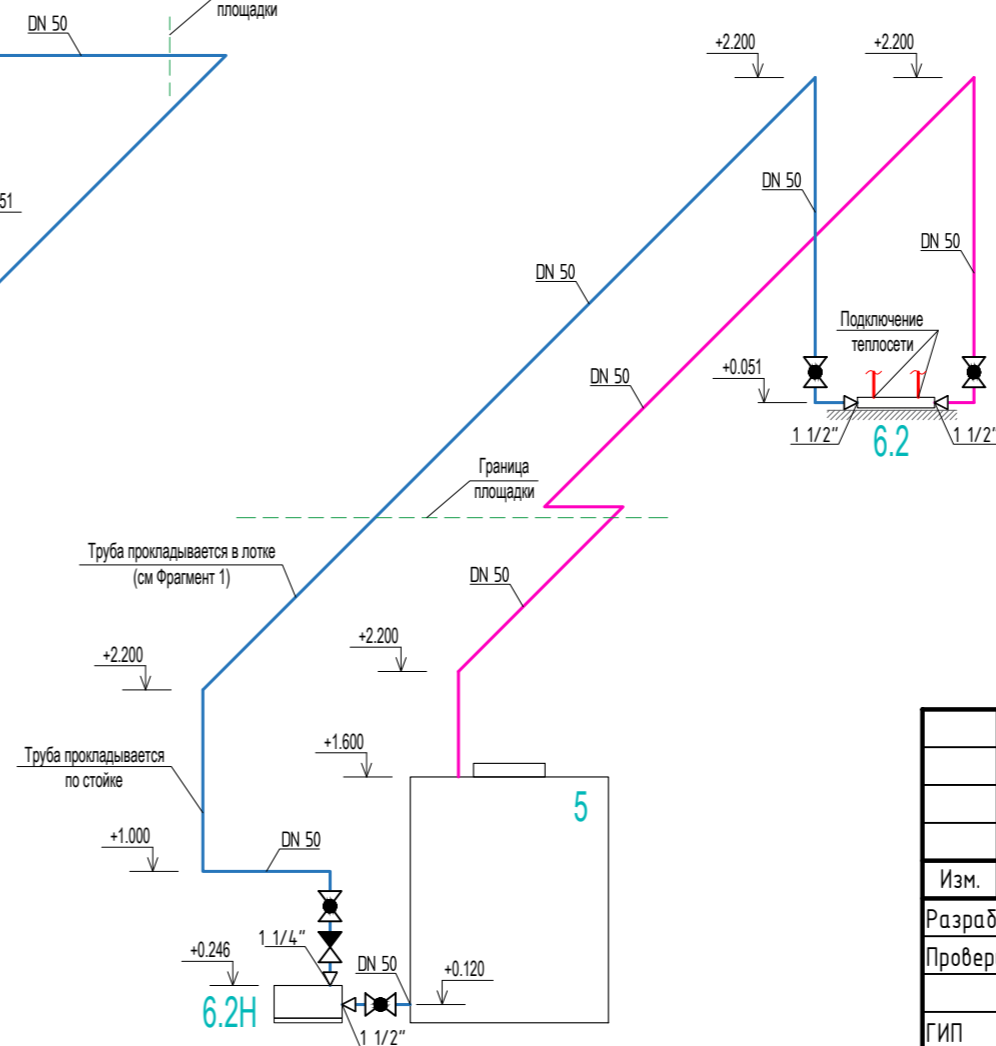 площадки
DN 50
+2.200
+2.200
DN 50
51
DN 50
DN 50
Подключение
теплосети
+0.051
DN 50
1 1/2"
6.2
1 1/2"
Граница
площадки
Труба прокладывается в лотке
(см Фрагмент 1)
DN 50
+2.200
+2.200
+1.600
Труба прокладывается
по стойке
5
+1.000
DN 50
Изм.
Разраб
Провер
1 1/4"
+0.246
DN 50
+0.120
6.2Н
1 1/2"
ГИП